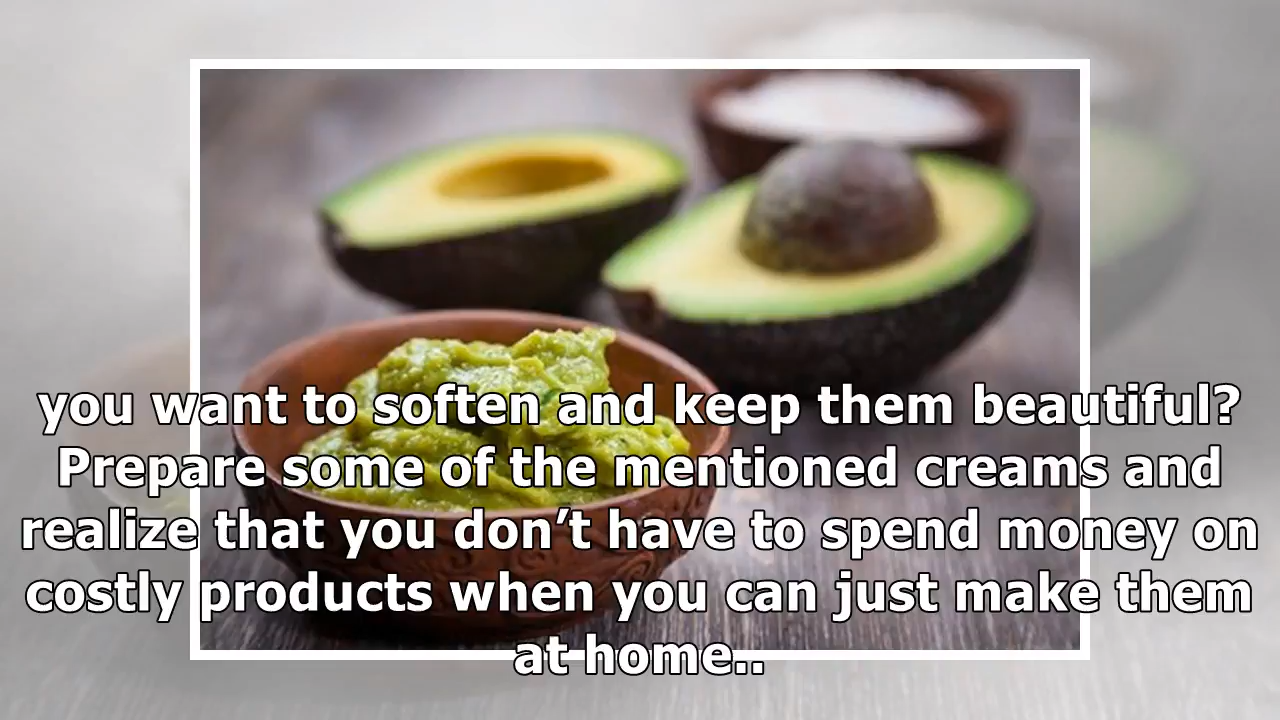 you want to soften and keep them beautiful?
Prepare some of the mentioned creams and
realize that you don’t have to spend money on
costly products when you can just make them
at home..